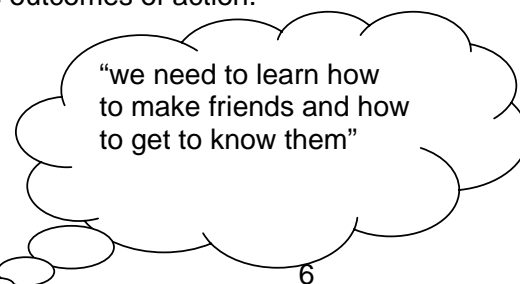 outcomes of action.
“we need to learn how
to make friends and how
to get to know them”
6